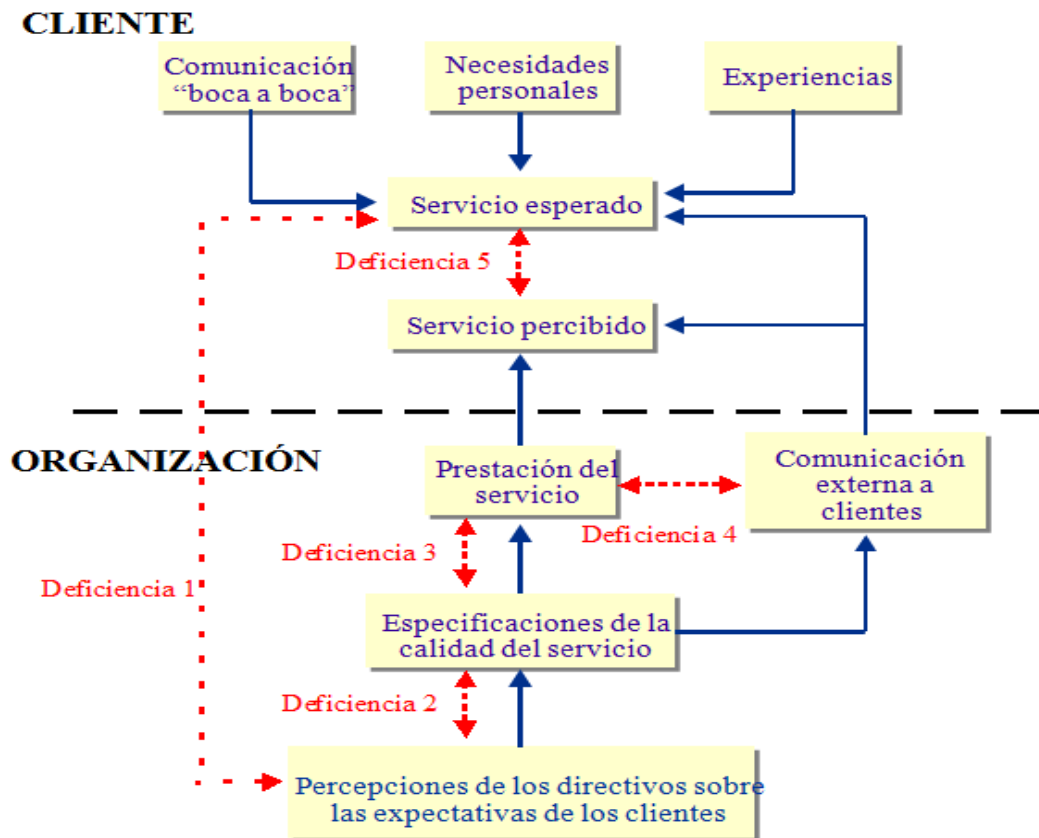 CLIENTE
Comunicación
“boca a boca”
Necesidades
personales
Experiencias
Servicio esperado
Deficiencia 5
Servicio percibido
ORGANIZACIÓN
Prestación del
servicio
Comunicación
externa a
clientes
Deficiencia 4
Deficiencia 3
Deficiencia 1
Especificaciones de la
calidad del servicio
Deficiencia 2
Percepciones de los directivos sobre
las expectativas de los clientes